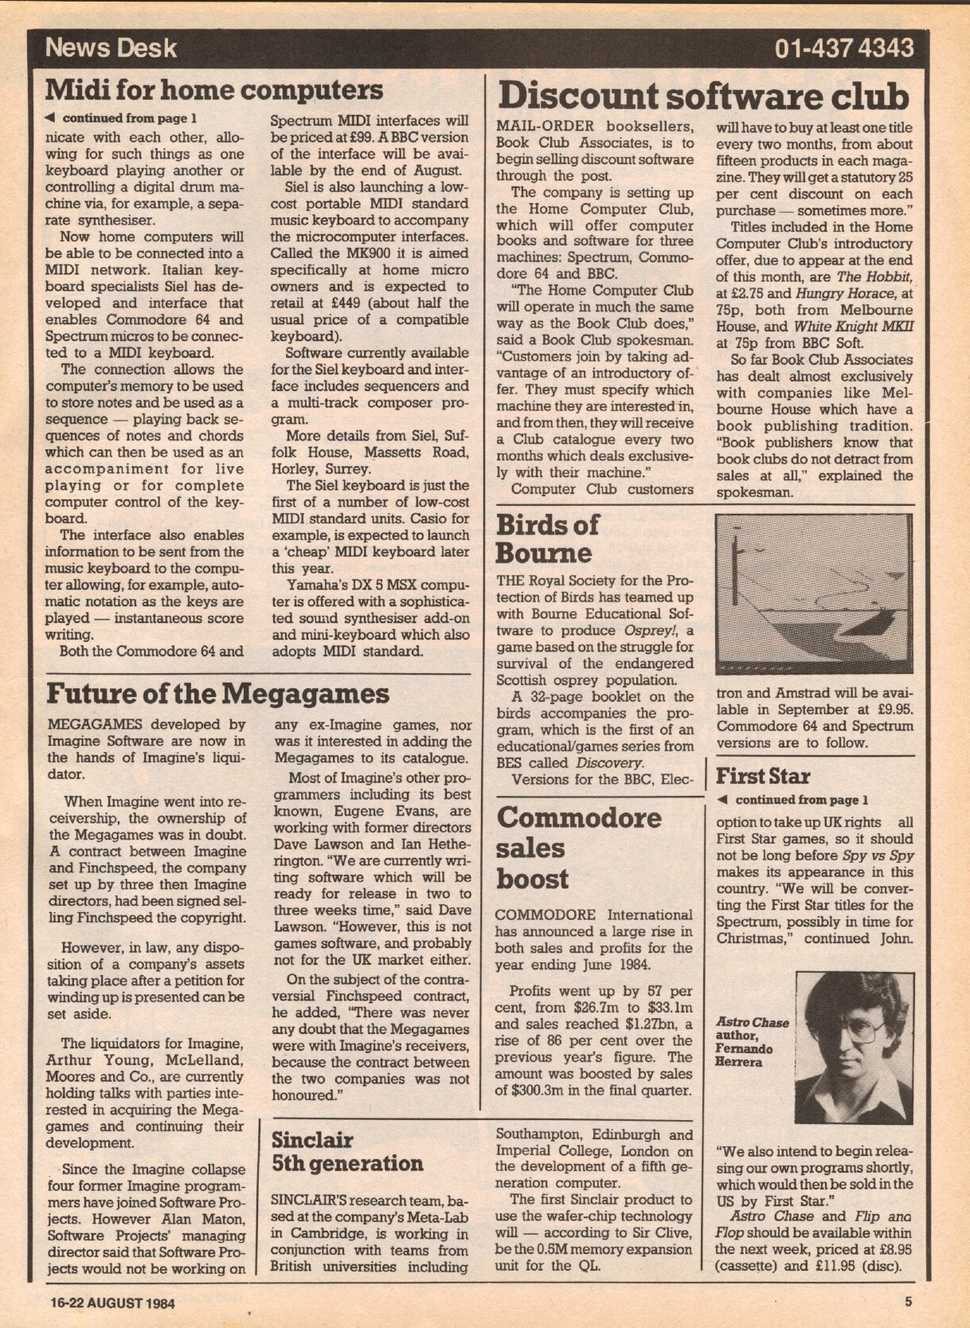 News Desk
01-437 4343
Midi for home computers
◄ continued from page 1
nicate with each other, allo-
wing for such things as one
keyboard playing another or
controlling a digital drum ma-
chine via, for example, a sepa-
rate synthesiser.
Now home computers will
be able to be connected into a
MIDI network. Italian key-
board specialists Siel has de-
veloped and interface that
enables Commodore 64 and
Spectrum micros to be connec-
ted to a MIDI keyboard.
The connection allows the
computer's memory to be used
to store notes and be used as a
sequence — playing back se-
quences of notes and chords
which can then be used as an
accompaniment for live
playing or for complete
computer control of the key-
board.
The interface also enables
information to be sent from the
music keyboard to the compu-
ter allowing, for example, auto-
matic notation as the keys are
played — instantaneous score
writing.
Both the Commodore 64 and
Spectrum MIDI interfaces will
be priced at £99. A BBC version
of the interface will be avai-
lable by the end of August.
Siel is also launching a low-
cost portable MIDI standard
music keyboard to accompany
the microcomputer interfaces.
Called the MK900 it is aimed
specifically at home micro
owners and is expected to
retail at £449 (about half the
usual price of a compatible
keyboard).
Software currently available
for the Siel keyboard and inter-
face includes sequencers and
a multi-track composer pro-
gram.
More details from Siel, Suf-
folk House, Massetts Road,
Horley, Surrey.
The Siel keyboard is just the
first of a number of low-cost
MIDI standard units. Casio for
example, is expected to launch
a 'cheap' MIDI keyboard later
this year.
Yamaha's DX 5 MSX compu-
ter is offered with a sophistica-
ted sound synthesiser add-on
and mini-keyboard which also
adopts MIDI standard.
Discount software club
MAIL-ORDER booksellers,
Book Club Associates, is to
begin selling discount software
through the post.
The company is setting up
the Home Computer Club,
which will offer computer
books and software for three
machines: Spectrum, Commo-
dore 64 and BBC.
"The Home Computer Club
will operate in much the same
way as the Book Club does,"
said a Book Club spokesman.
"Customers join by taking ad-
vantage of an introductory of-
fer. They must specify which
machine they are interested in,
and from then, they will receive
a Club catalogue every two
months which deals exclusive-
ly with their machine."
Computer Club customers
will have to buy at least one title
every two months, from about
fifteen products in each maga-
zine. They will get a statutory 25
per cent discount on each
purchase — sometimes more."
Titles included in the Home
Computer Club's introductory
offer, due to appear at the end
of this month, are The Hobbit,
at £2.75 and Hungry Horace, at
75p, both from Melbourne
House, and White Knight MKII
at 75p from BBC Soft.
So far Book Club Associates
has dealt almost exclusively
with companies like Mel-
bourne House which have a
book publishing tradition.
"Book publishers know that
book clubs do not detract from
sales at all," explained the
spokesman.
Birds of
Bourne
THE Royal Society for the Pro-
tection of Birds has teamed up
with Bourne Educational Sof-
tware to produce Osprey!, a
game based on the struggle for
survival of the endangered
Scottish osprey population.
A 32-page booklet on the
birds accompanies the pro-
gram, which is the first of an
educational/games series from
BES called Discovery.
Versions for the BBC, Elec-
tron and Amstrad will be avai-
lable in September at £9.95.
Commodore 64 and Spectrum
versions are to follow.
Future of the Megagames
MEGAGAMES developed by
Imagine Software are now in
the hands of Imagine's liqui-
dator.
When Imagine went into re-
ceivership, the ownership of
the Megagames was in doubt.
A contract between Imagine
and Finchspeed, the company
set up by three then Imagine
directors, had been signed sel-
ling Finchspeed the copyright.
However, in law, any dispo-
sition of a company's assets
taking place after a petition for
winding up is presented can be
set aside.
The liquidators for Imagine,
Arthur Young, McLelland,
Moores and Co., are currently
holding talks with parties inte-
rested in acquiring the Mega-
games and continuing their
development.
Since the Imagine collapse
four former Imagine program-
mers have joined Software Pro-
jects. However Alan Maton,
Software Projects' managing
director said that Software Pro-
jects would not be working on
any ex-Imagine games, nor
was it interested in adding the
Megagames to its catalogue.
Most of Imagine's other pro-
grammers including its best
known, Eugene Evans, are
working with former directors
Dave Lawson and Ian Hethe-
rington. "We are currently wri-
ting software which will be
ready for release in two to
three weeks time," said Dave
Lawson. "However, this is not
games software, and probably
not for the UK market either.
On the subject of the contra-
versial Finchspeed contract,
he added, "There was never
any doubt that the Megagames
were with Imagine's receivers,
because the contract between
the two companies was not
honoured."
Commodore
sales
boost
COMMODORE International
has announced a large rise in
both sales and profits for the
year ending June 1984.
Profits went up by 57 per
cent, from $26.7m to $33.1m
and sales reached $1.27bn, a
rise of 86 per cent over the
previous year's figure. The
amount was boosted by sales
of $300.3m in the final quarter.
First Star
◄ continued from page 1
option to take up UK rights all
First Star games, so it should
not be long before Spy vs Spy
makes its appearance in this
country. "We will be conver-
ting the First Star titles for the
Spectrum, possibly in time for
Christmas," continued John.
Astro Chase
author,
Fernando
Herrera
"We also intend to begin relea-
sing our own programs shortly,
which would then be sold in the
US by First Star."
Astro Chase and Flip and
Flop should be available within
the next week, priced at £8.95
(cassette) and £11.95 (disc).
Sinclair
5th generation
SINCLAIR'S research team, ba-
sed at the company's Meta-Lab
in Cambridge, is working in
conjunction with teams from
British universities including
Southampton, Edinburgh and
Imperial College, London on
the development of a fifth ge-
neration computer.
The first Sinclair product to
use the wafer-chip technology
will — according to Sir Clive,
be the 0.5M memory expansion
unit for the QL.
16-22 AUGUST 1984
5